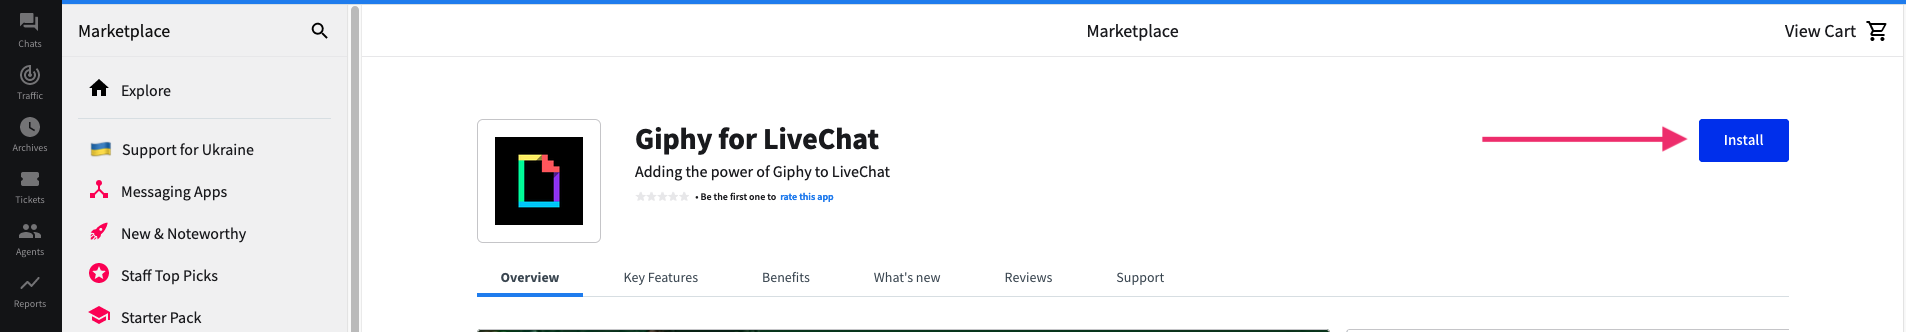 Chats
Traffic
Archives
Tickets
Agents
Reports
Marketplace
Explore
Support for Ukraine
Messaging Apps
New & Noteworthy
Staff Top Picks
Starter Pack
Marketplace
View Cart
Giphy for LiveChat
Adding the power of Giphy to LiveChat
• Be the first one to rate this app
Install
Overview Key Features Benefits What's new Reviews Support